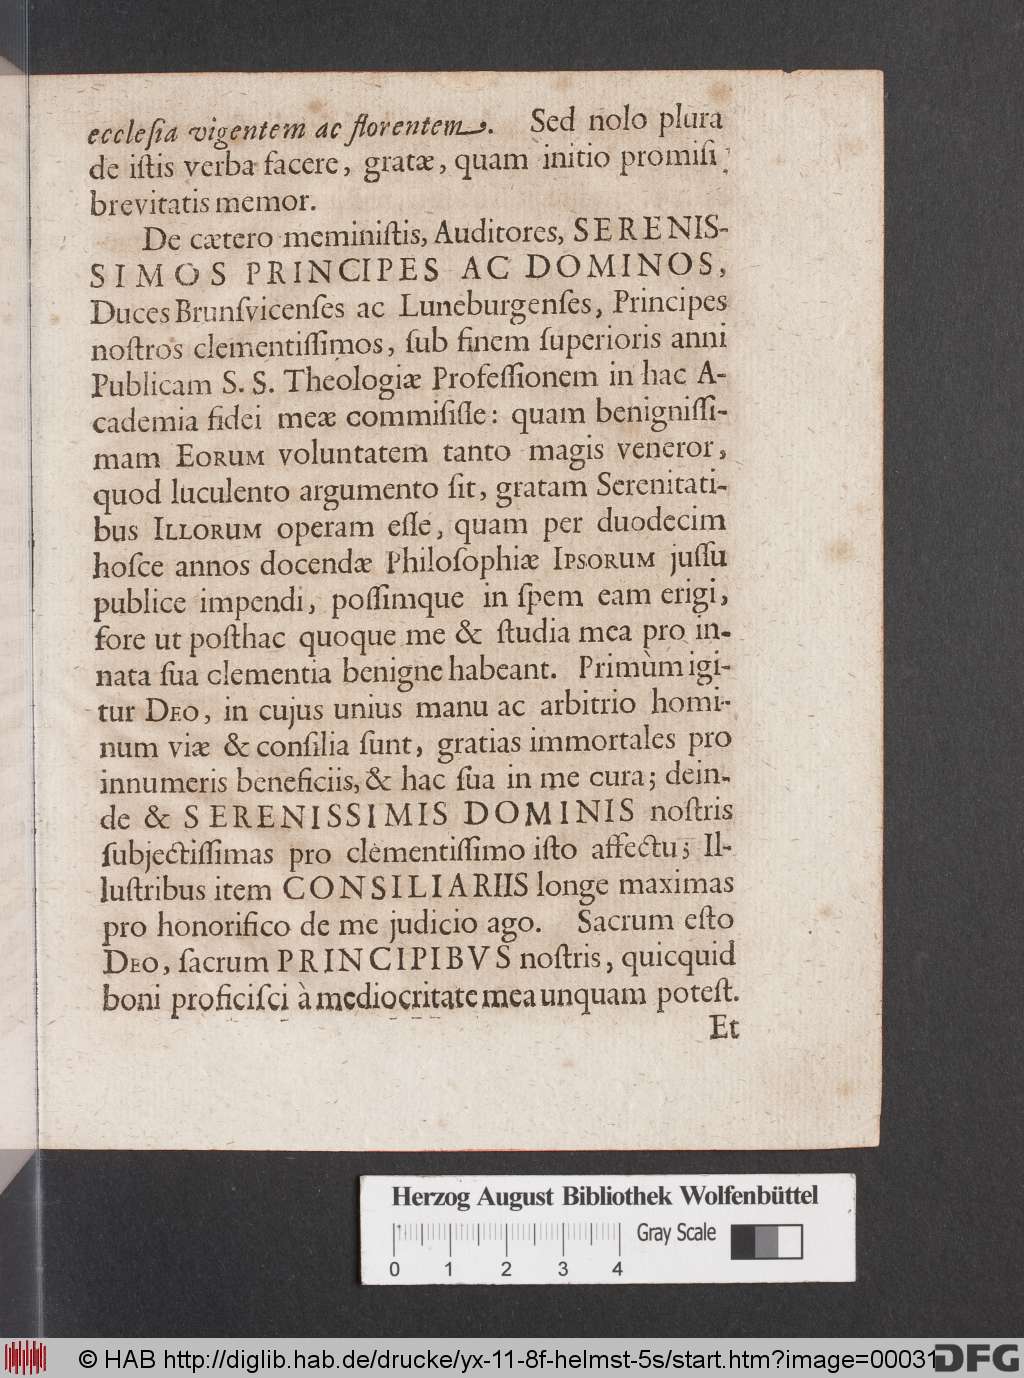 eccleſia vigentem ac florentem. Sed nolo plura
de iſtis verba facere, gratæ, quam initio promiſi,
brevitatis memor.
De cætero meminiſtis, Auditores, SERENIS-
SIMOS PRINCIPES AC DOMINOS,
Duces Brunſvicenſes ac Luneburgenſes, Principes
noſtros clementiſſimos, ſub finem ſuperioris anni
Publicam S. S. Theologiæ Profeſſionem in hac A-
cademia fidei meæ commiſiſſe: quam benigniſſi-
mam EORUM voluntatem tanto magis veneror,
quod luculento argumento ſit, gratam Serenitati-
bus ILLORUM operam eſſe, quam per duodecim
hoſce annos docendæ Philoſophiæ IPSORUM juſſu
publice impendi, poſſimque in ſpem eam erigi,
fore ut poſthac quoque me & ſtudia mea pro in-
nata ſua clementia benigne habeant. Primùm igi-
tur DEO, in cujus unius manu ac arbitrio homi-
num viæ & conſilia ſunt, gratias immortales pro
innumeris beneficiis, & hac ſua in me cura; dein-
de & SERENISSIMIS DOMINIS noſtris
ſubjectiſſimas pro clementiſſimo iſto affectu; Il-
luſtribus item CONSILIARIIS longe maximas
pro honorifico de me judicio ago. Sacrum eſto
DEO, ſacrum PRINCIPIBVS noſtris, quicquid
boni proficiſci à mediocritate mea unquam poteſt.
Et
Herzog August Bibliothek Wolfenbüttel
Gray Scale
0 1 2 3 4
© HAB http://diglib.hab.de/drucke/yx-11-8f-helmst-5s/start.htm?image=00031
DFG